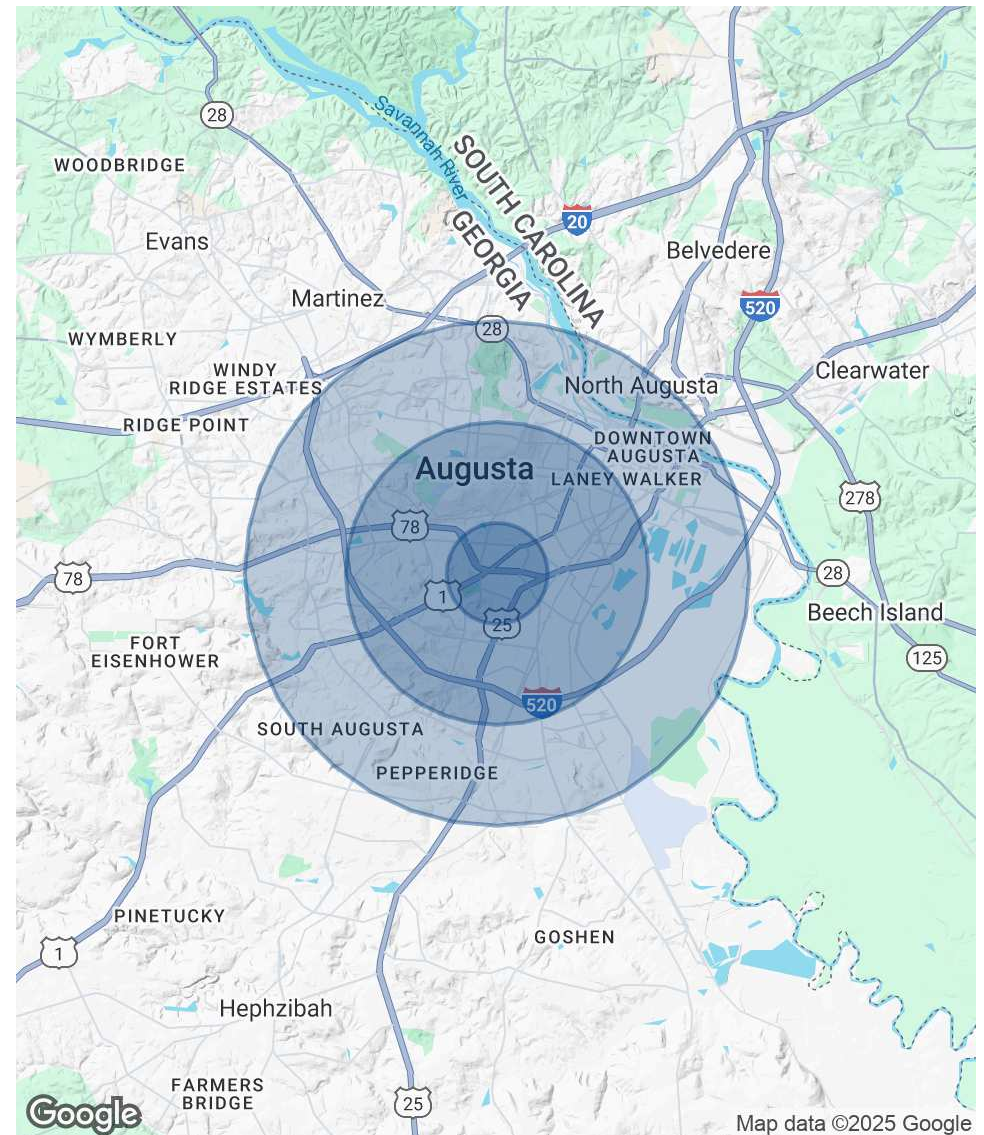 28
Savannah River
SOUTH CAROLINA
WOODBRIDGE
20
GEORGIA
Evans
Belvedere
Martinez
520
28
WYMBERLY
WINDY
RIDGE ESTATES
Clearwater
North Augusta
RIDGE POINT
DOWNTOWN
AUGUSTA
Augusta
LANEY WALKER
278
78
78
28
1
Beech Island
25
FORT
EISENHOWER
125
520
SOUTH AUGUSTA
PEPPERIDGE
PINETUCKY
GOSHEN
1
Hephzibah
FARMERS
BRIDGE
25
Google
Map data ©2025 Google